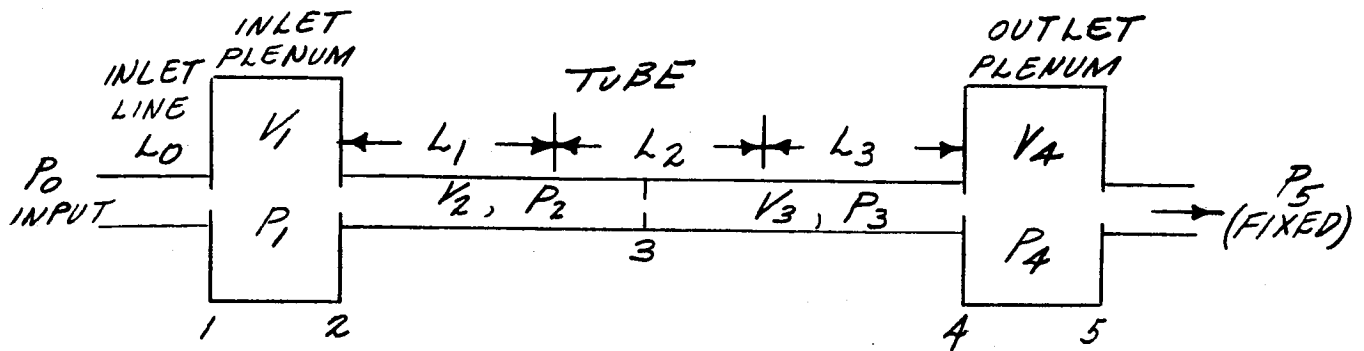 INLET
PLENUM
OUTLET
PLENUM
INLET
LINE
TUBE
L0
V1
L1
L2
L3
V4
P0
INPUT
V2, P2
V3, P3
P5
(FIXED)
P1
P4
3
1
2
4
5